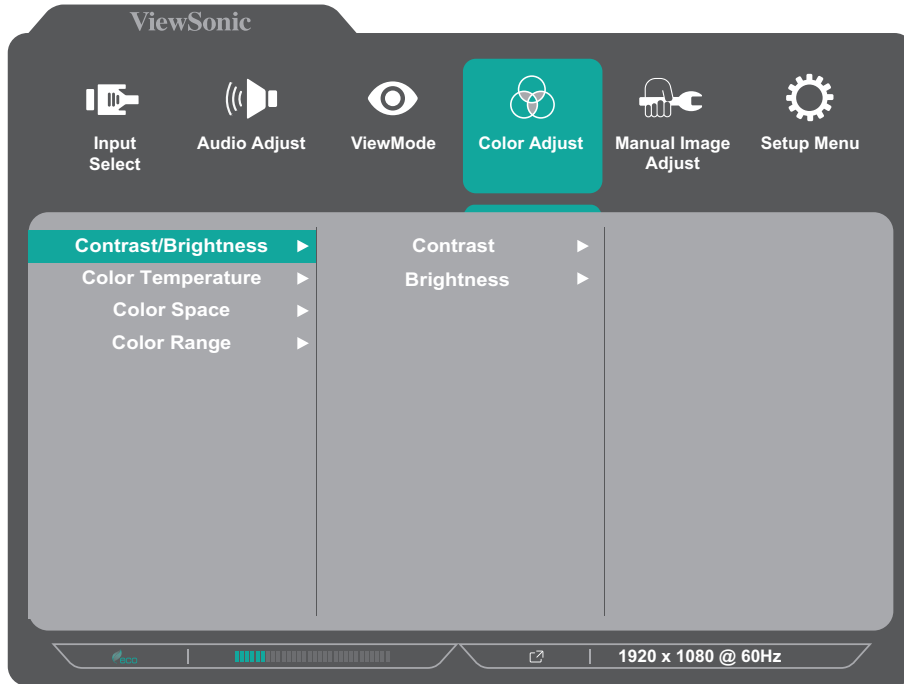 ViewSonic
Input
Select
Audio Adjust
ViewMode
Color Adjust
Manual Image
Adjust
Setup Menu
Contrast/Brightness
Color Temperature
Color Space
Color Range
Contrast
Brightness
eco
1920 x 1080 @ 60Hz